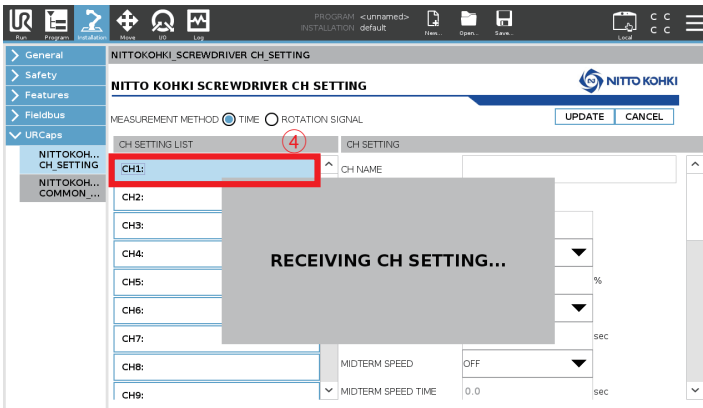 PROGRAM <unnamed>
INSTALLATION default
Run
Program
Installation
Move
I/O
Log
New...
Open...
Save...
Local
C C
C C
General
Safety
Features
Fieldbus
URCaps
NITTOKOH...
CH_SETTING
NITTOKOH...
COMMON_...
NITTOKOHKI_SCREWDRIVER CH_SETTING
NITTO KOHKI SCREWDRIVER CH SETTING
NITTO KOHKI
MEASUREMENT METHOD TIME ROTATION SIGNAL
UPDATE CANCEL
CH SETTING LIST
④
CH SETTING
CH1:
CH NAME
CH2:
CH3:
CH4:
RECEIVING CH SETTING...
CH5:
%
CH6:
CH7:
sec
CH8:
MIDTERM SPEED OFF
CH9:
MIDTERM SPEED TIME 0.0 sec